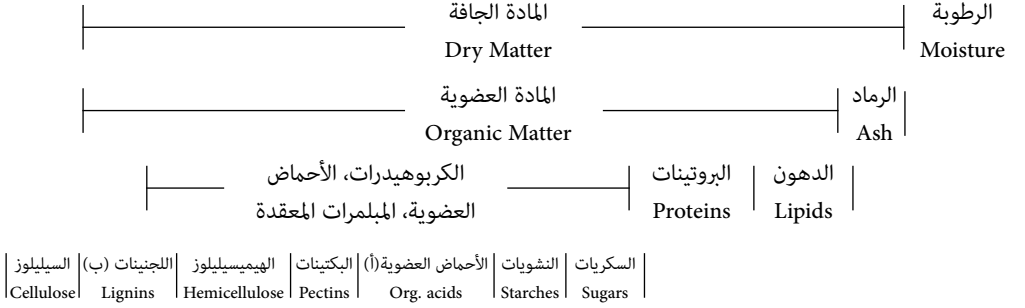 المادة الجافة
الرطوبة
Dry Matter
Moisture
المادة العضوية
الرماد
Organic Matter
Ash
الكربوهيدرات، الأحماض
البروتينات
الدهون
العضوية، المبلمرات المعقدة
Proteins
Lipids
السيليلوز
اللجنينات (ب)
الهيميسيليلوز
البكتينات
الأحماض العضوية(أ)
النشويات
السكريات
Cellulose
Lignins
Hemicellulose
Pectins
Org. acids
Starches
Sugars